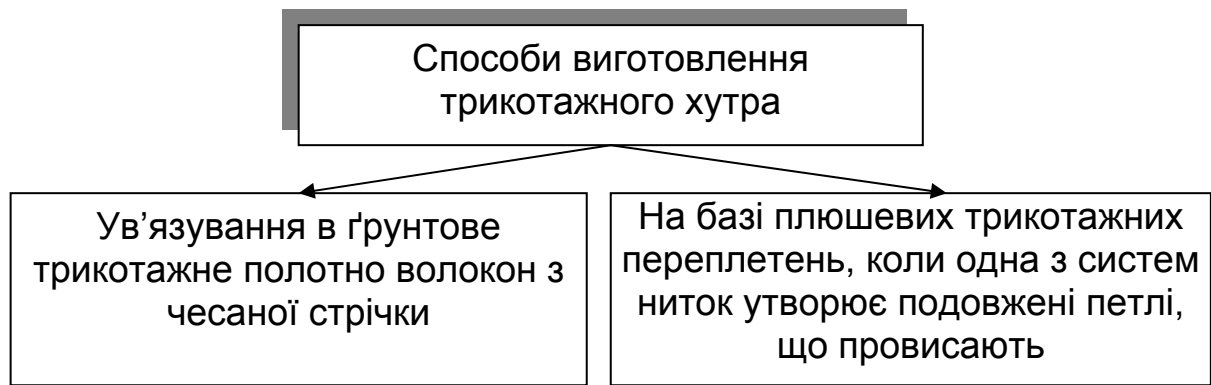 Способи виготовлення
трикотажного хутра
Ув’язування в ґрунтове
трикотажне полотно волокон з
чесаної стрічки
На базі плюшевих трикотажних
переплетень, коли одна з систем
ниток утворює подовжені петлі,
що провисають